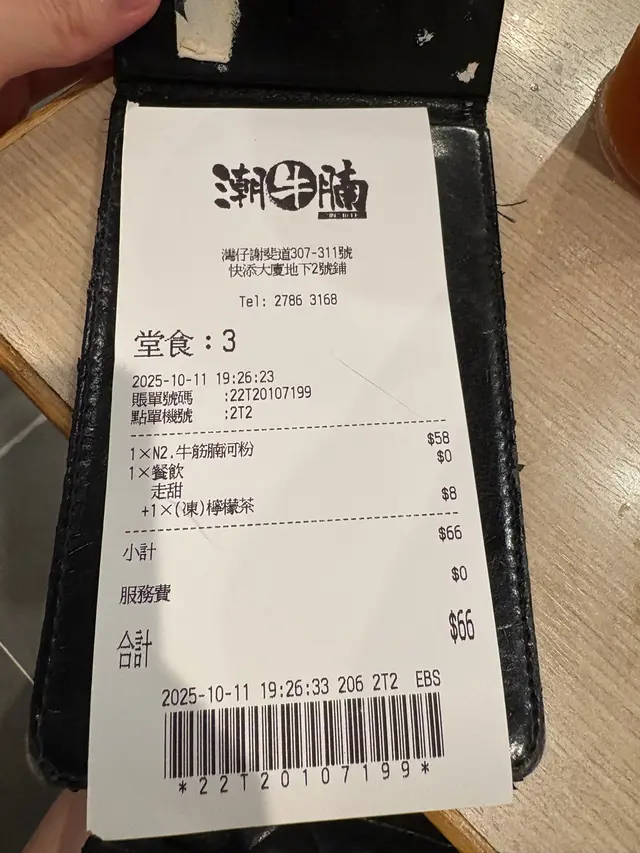 潮牛腩
灣仔謝斐道307-311號
快添大廈地下2號鋪
Tel: 2786 3168
堂食：3
2025-10-11 19:26:23
賬單號碼 :22T20107199
點單機號 :2T2
1×N2.牛筋腩河粉 $58
1×餐飲 $0
走甜
+1×(凍)檸檬茶 $8
小計 $66
服務費 $0
合計 $66
2025-10-11 19:26:33 206 2T2 EBS
*22T20107199*